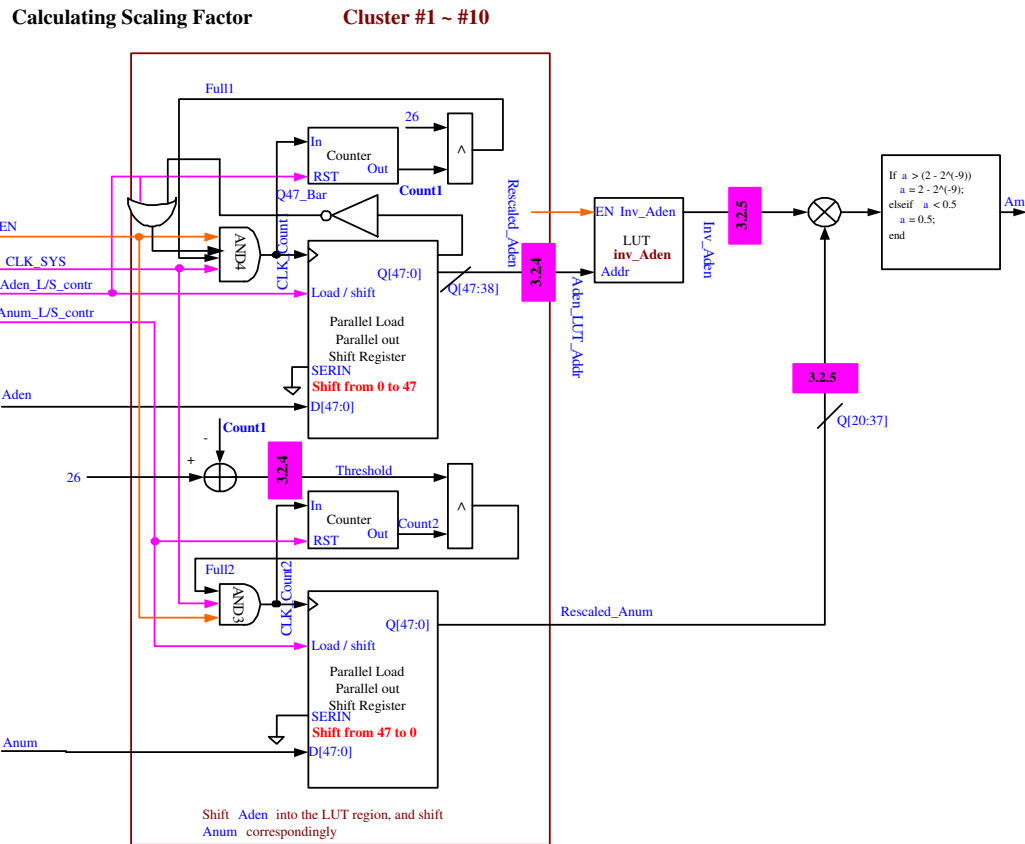 Calculating Scaling Factor
Cluster #1 ~ #10
Full1
26
In
Counter
Out
RST
^
Count1
Q47_Bar
EN
AND4
CLK_Count1
CLK_SYS
Aden_L/S_contr
Anum_L/S_contr
Q[47:0]
Load / shift
Parallel Load
Parallel out
Shift Register
SERIN
Shift from 0 to 47
D[47:0]
Aden
Q[47:38]
Rescaled_Aden
3.2.4
Aden_LUT_Addr
EN Inv_Aden
LUT
inv_Aden
Addr
Inv_Aden
3.2.5
If a > (2 - 2^(-9))
a = 2 - 2^(-9);
elseif a < 0.5
a = 0.5;
end
Am
3.2.5
Q[20:37]
Count1
-
+
26
3.2.4
Threshold
In
Counter
Out
RST
Count2
^
Full2
AND3
CLK_Count2
Q[47:0]
Rescaled_Anum
Load / shift
Parallel Load
Parallel out
Shift Register
SERIN
Shift from 47 to 0
D[47:0]
Anum
Shift Aden into the LUT region, and shift
Anum correspondingly